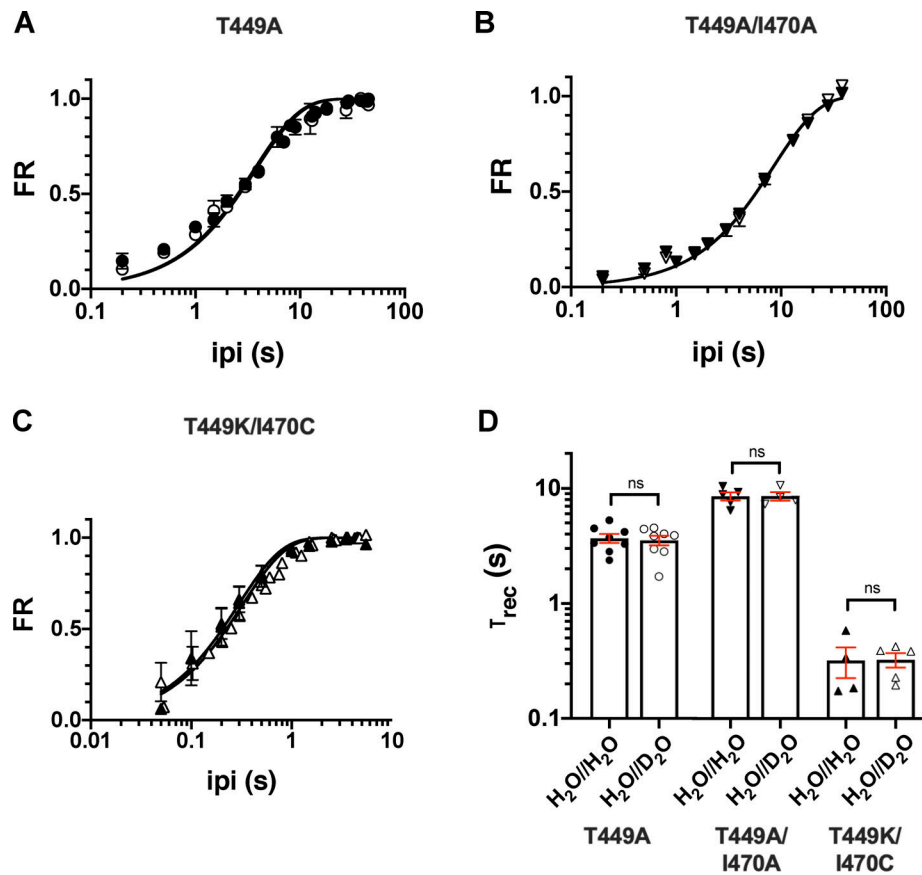 A
T449A
FR
1.0
0.5
0.0
0.1
1
10
100
ipi (s)
B
T449A/I470A
FR
1.0
0.5
0.0
0.1
1
10
100
ipi (s)
C
T449K/I470C
FR
1.0
0.5
0.0
0.01
0.1
1
10
ipi (s)
D
Trec (s)
10
1
0.1
ns
ns
ns
H2O//H2O
H2O//D2O
H2O//H2O
H2O//D2O
H2O//H2O
H2O//D2O
T449A
T449A/
I470A
T449K/
I470C